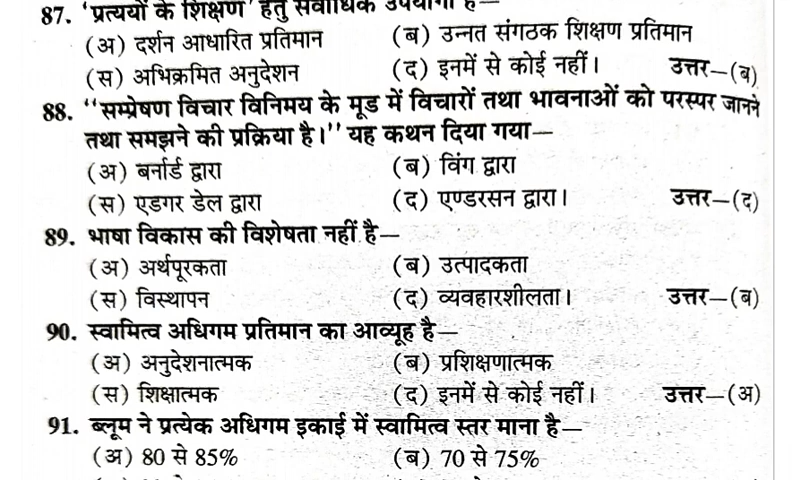 87. 'प्रत्ययों के शिक्षण' हेतु सर्वाधिक उपयोगी है—
(अ) दर्शन आधारित प्रतिमान (ब) उन्नत संगठक शिक्षण प्रतिमान
(स) अभिक्रमित अनुदेशन (द) इनमें से कोई नहीं। उत्तर—(ब)
88. "सम्प्रेषण विचार विनिमय के मूड में विचारों तथा भावनाओं को परस्पर जानने
तथा समझने की प्रक्रिया है।" यह कथन दिया गया—
(अ) बर्नार्ड द्वारा (ब) विंग द्वारा
(स) एडगर डेल द्वारा (द) एण्डरसन द्वारा। उत्तर—(द)
89. भाषा विकास की विशेषता नहीं है—
(अ) अर्थपूरकता (ब) उत्पादकता
(स) विस्थापन (द) व्यवहारशीलता। उत्तर—(ब)
90. स्वामित्व अधिगम प्रतिमान का आव्यूह है—
(अ) अनुदेशनात्मक (ब) प्रशिक्षणात्मक
(स) शिक्षात्मक (द) इनमें से कोई नहीं। उत्तर—(अ)
91. ब्लूम ने प्रत्येक अधिगम इकाई में स्वामित्व स्तर माना है—
(अ) 80 से 85% (ब) 70 से 75%